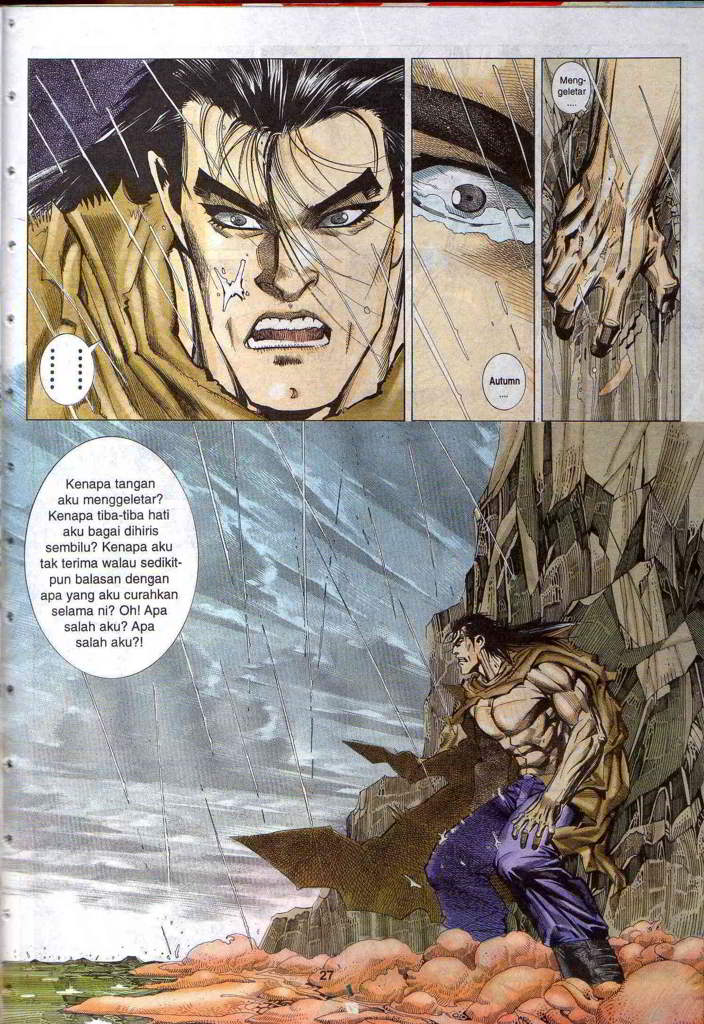 Meng-
geletar
....
Autumn
....
Kenapa tangan
aku menggeletar?
Kenapa tiba-tiba hati
aku bagai dihiris
sembilu? Kenapa aku
tak terima walau sedikit-
pun balasan dengan
apa yang aku curahkan
selama ni? Oh! Apa
salah aku? Apa
salah aku?!
27